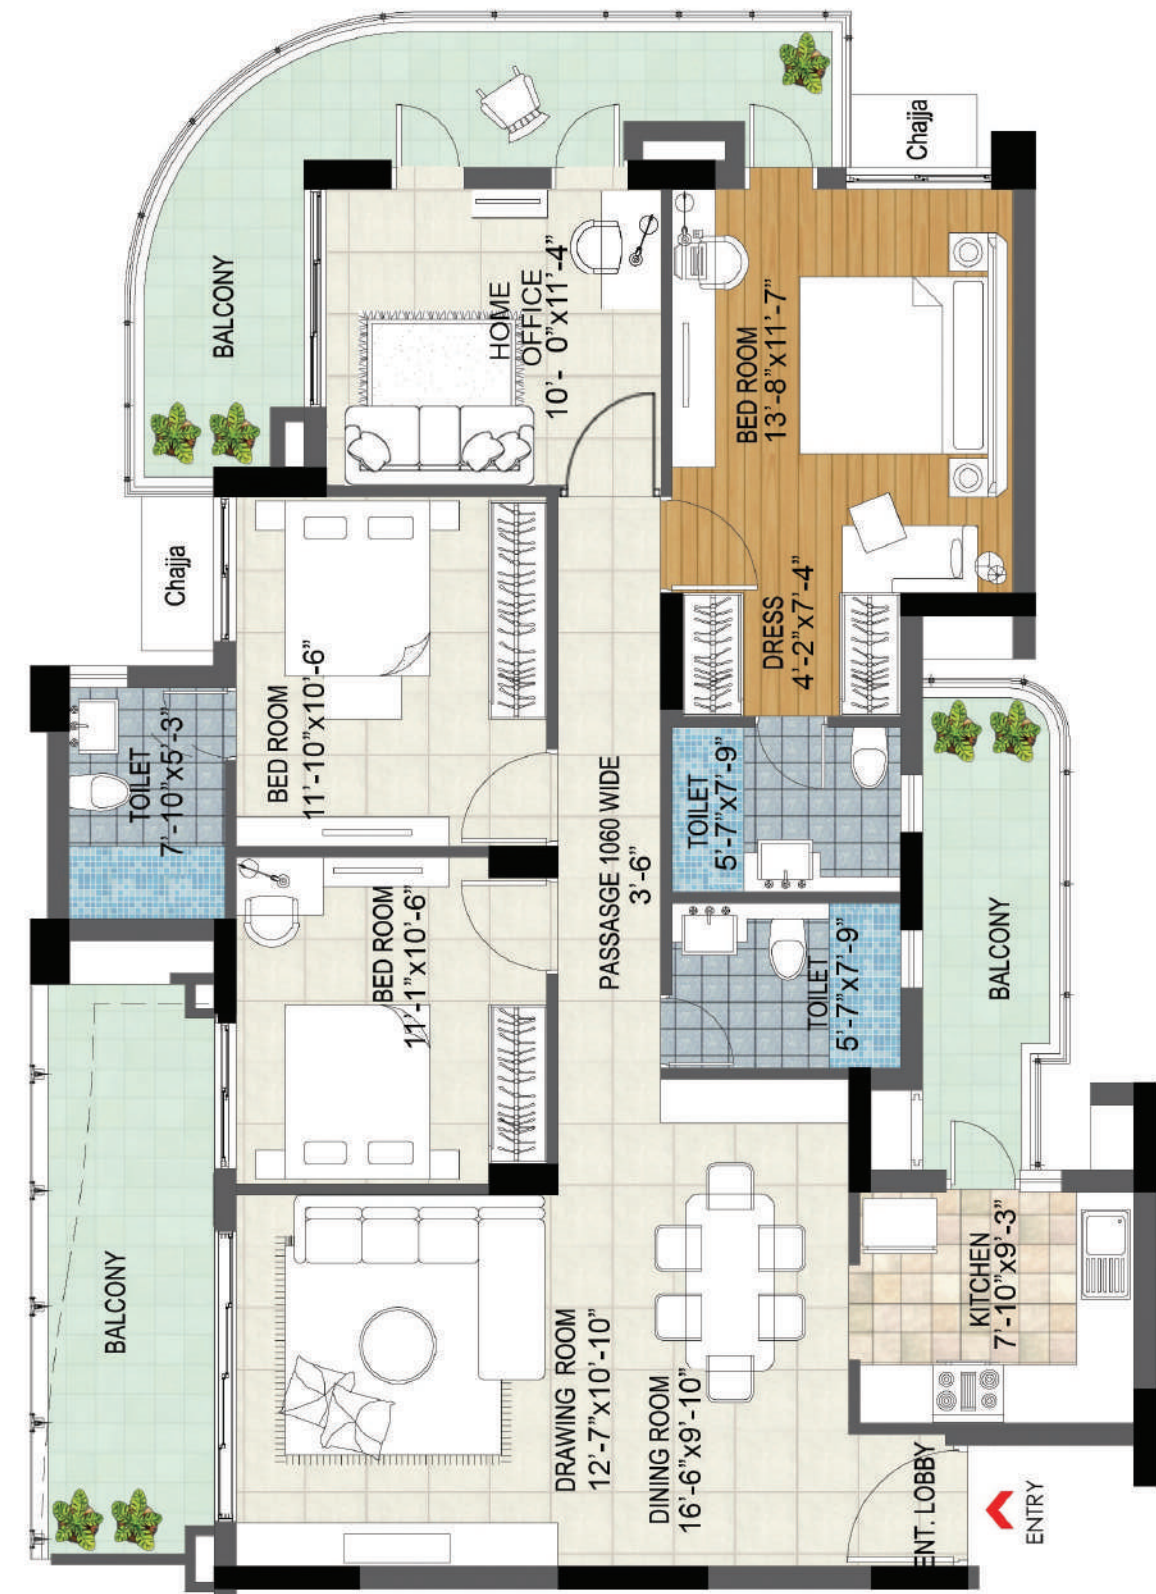 Chajja
BALCONY
HOME
OFFICE
10'- 0"x11'-4"
BED ROOM
13'-8"x11'-7"
Chajja
BED ROOM
11'-10"x10'-6"
DRESS
4'-2"x7'-4"
TOILET
7'-10"x5'-3"
TOILET
5'-7"x7'-9"
PASSASGE 1060 WIDE
3'-6"
BED ROOM
11'-1"x10'-6"
TOILET
5'-7"x7'-9"
BALCONY
BALCONY
DRAWING ROOM
12'-7"x10'-10"
DINING ROOM
16'-6"x9'-10"
KITCHEN
7'-10"x9'-3"
ENT. LOBBY
ENTRY